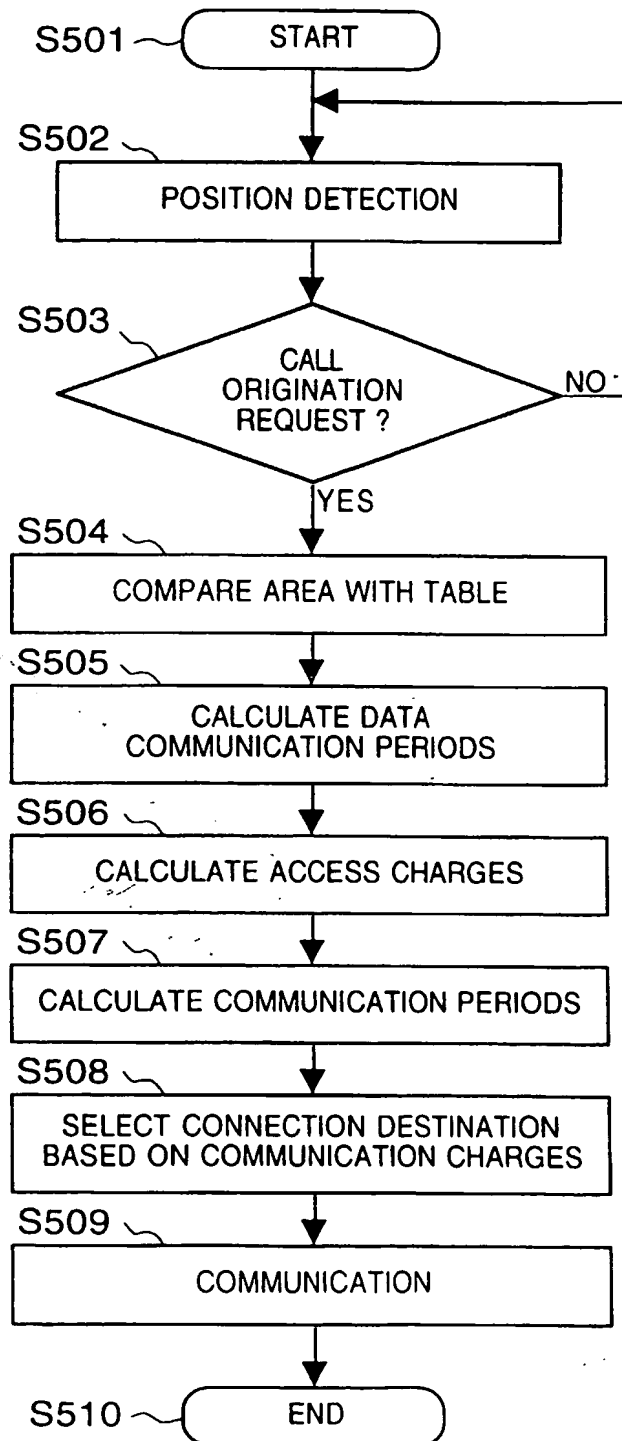 S501
START
S502
POSITION DETECTION
S503
CALL
ORIGINATION
REQUEST ?
NO
YES
S504
COMPARE AREA WITH TABLE
S505
CALCULATE DATA
COMMUNICATION PERIODS
S506
CALCULATE ACCESS CHARGES
S507
CALCULATE COMMUNICATION PERIODS
S508
SELECT CONNECTION DESTINATION
BASED ON COMMUNICATION CHARGES
S509
COMMUNICATION
S510
END